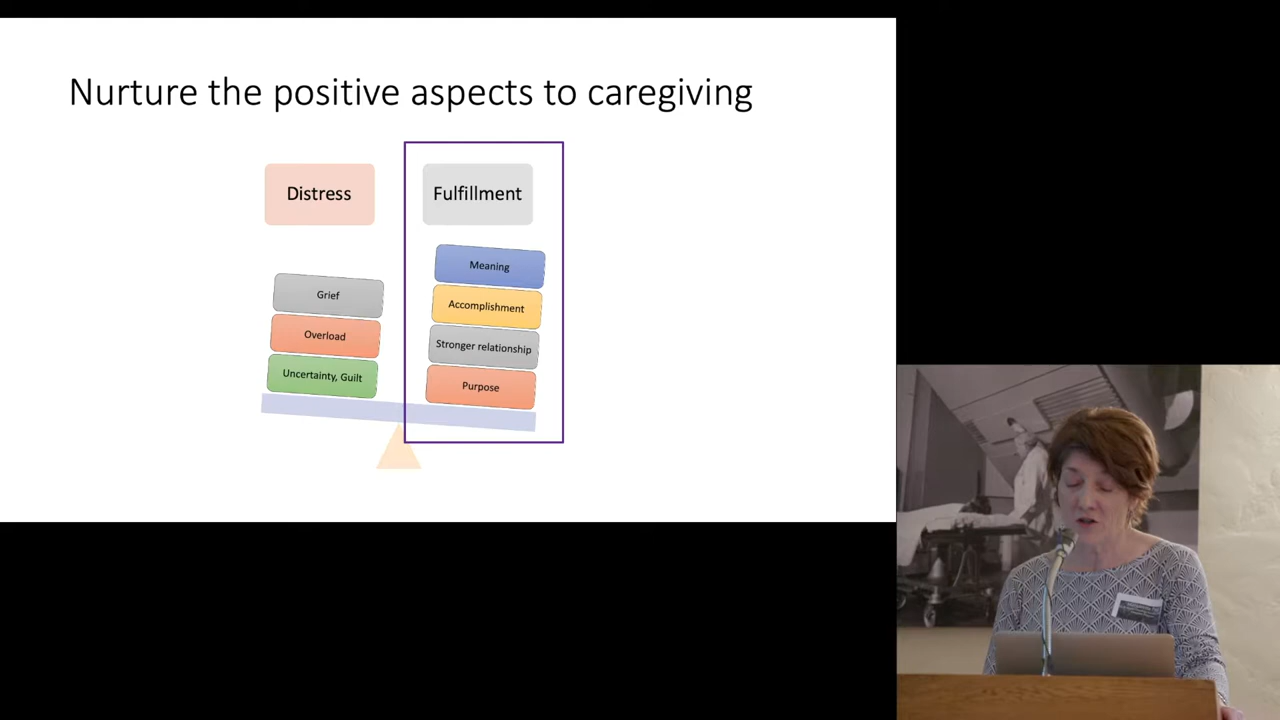 Nurture the positive aspects to caregiving
Distress
Fulfillment
Grief
Overload
Uncertainty, Guilt
Meaning
Accomplishment
Stronger relationship
Purpose